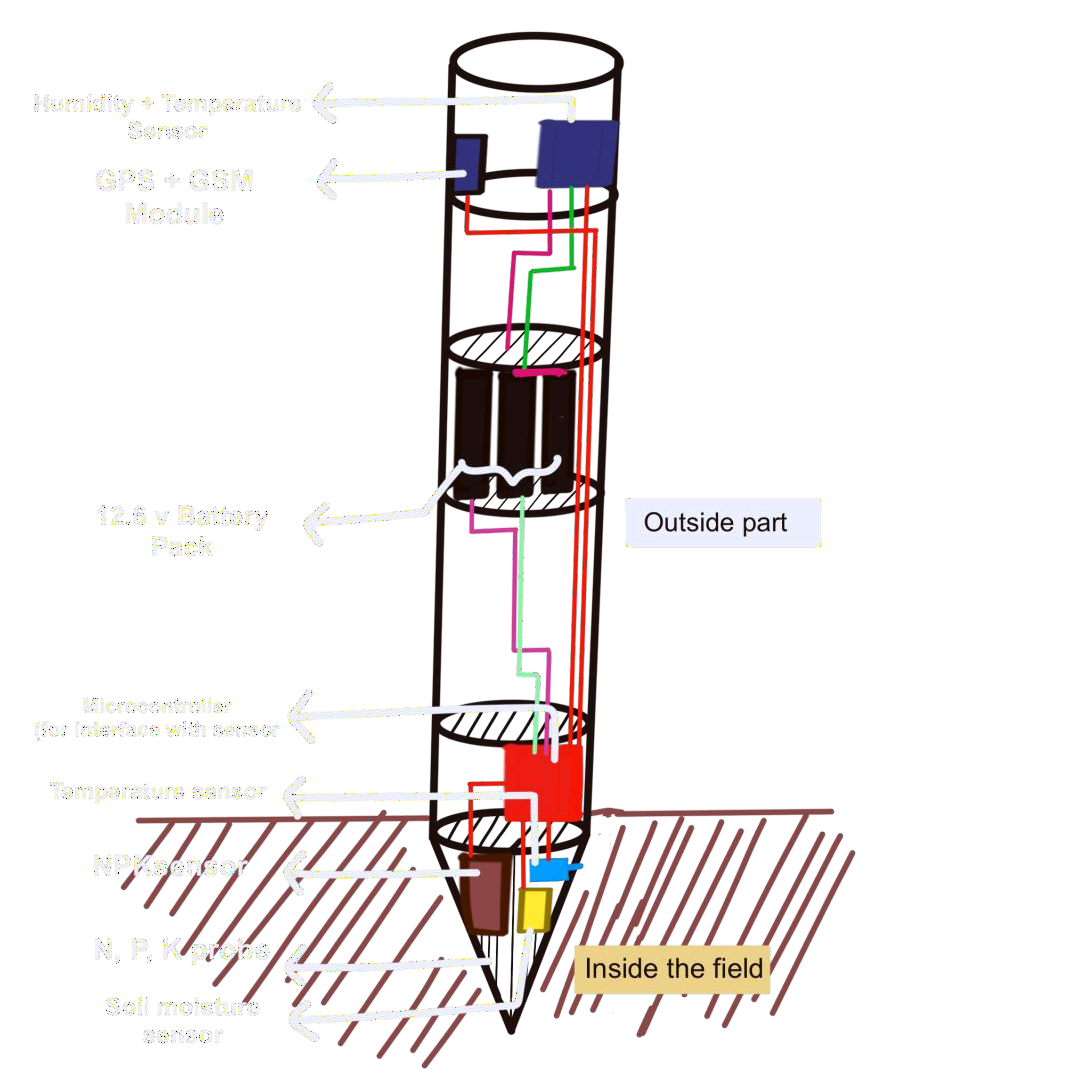 Humidity + Temperature
Sensor
GPS + GSM
Module
12.6 v Battery
Pack
Outside part
Microcontroller
(for interface with sensor
Temperature sensor
NPKsensor
N, P, K probe
Inside the field
Soil moisture
sensor